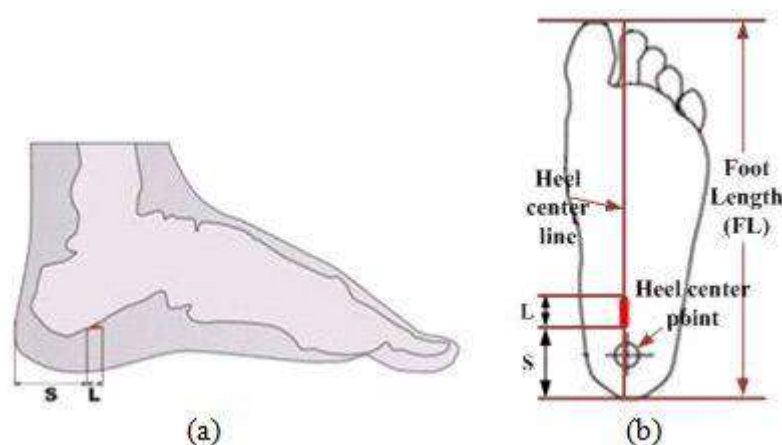 S L
(a)
Heel
center
line
Foot
Length
(FL)
Heel center
point
L
S
(b)